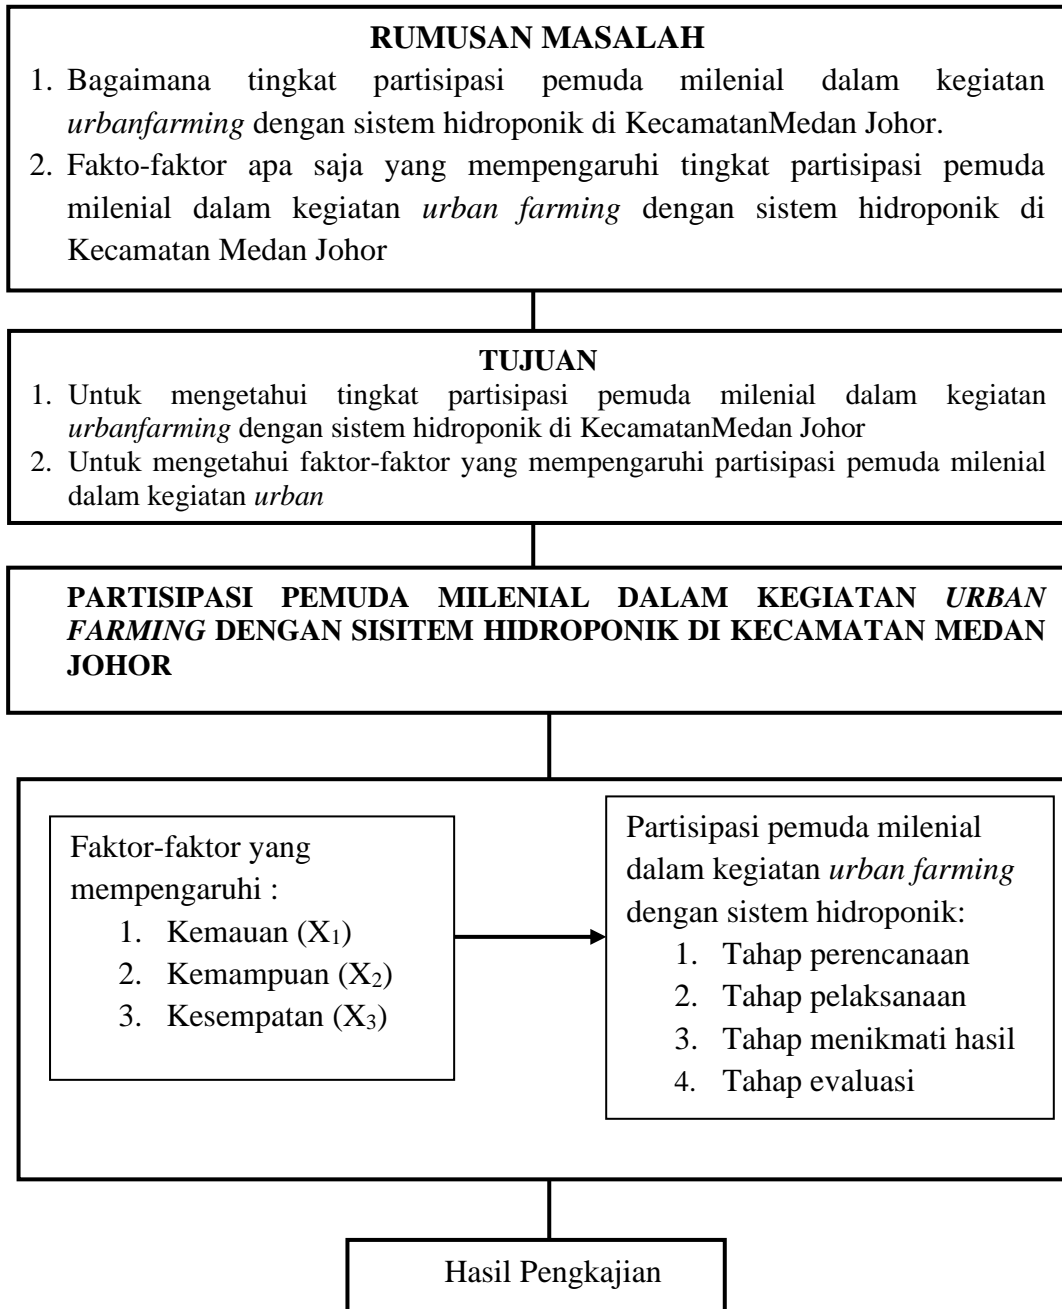 RUMUSAN MASALAH
1. Bagaimana tingkat partisipasi pemuda milenial dalam kegiatan
urbanfarming dengan sistem hidroponik di KecamatanMedan Johor.
2. Fakto-faktor apa saja yang mempengaruhi tingkat partisipasi pemuda
milenial dalam kegiatan urban farming dengan sistem hidroponik di
Kecamatan Medan Johor
TUJUAN
1. Untuk mengetahui tingkat partisipasi pemuda milenial dalam kegiatan
urbanfarming dengan sistem hidroponik di KecamatanMedan Johor
2. Untuk mengetahui faktor-faktor yang mempengaruhi partisipasi pemuda milenial
dalam kegiatan urban
PARTISIPASI PEMUDA MILENIAL DALAM KEGIATAN URBAN
FARMING DENGAN SISITEM HIDROPONIK DI KECAMATAN MEDAN
JOHOR
Faktor-faktor yang
mempengaruhi :
1. Kemauan (X₁)
2. Kemampuan (X₂)
3. Kesempatan (X₃)
Partisipasi pemuda milenial
dalam kegiatan urban farming
dengan sistem hidroponik:
1. Tahap perencanaan
2. Tahap pelaksanaan
3. Tahap menikmati hasil
4. Tahap evaluasi
Hasil Pengkajian